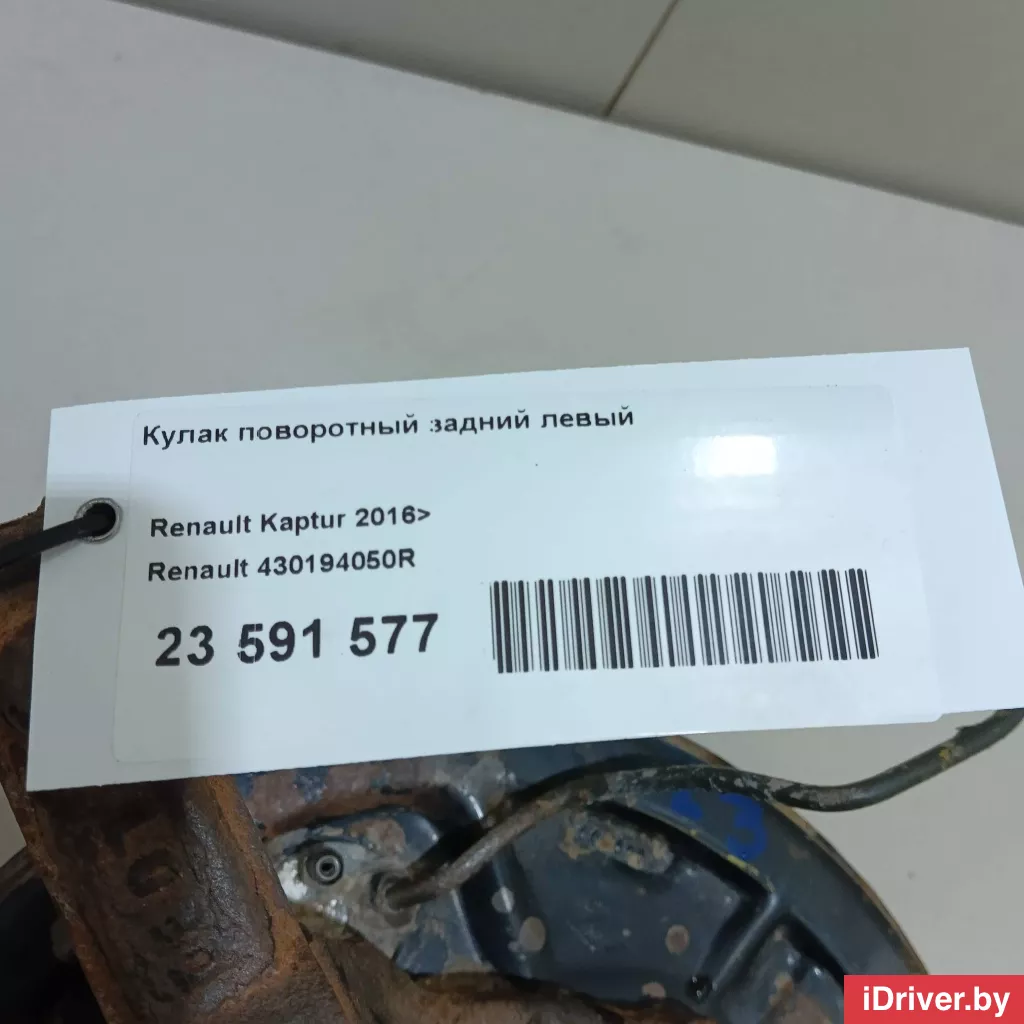 Кулак поворотный задний левый
Renault Kaptur 2016>
Renault 430194050R
23 591 577
iDriver.by